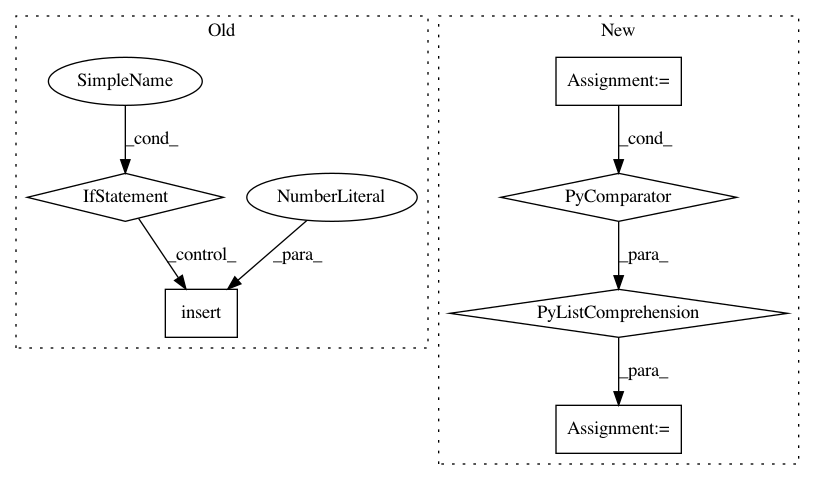 Old
New
SimpleName
Assignment:=
_cond_
_cond_
IfStatement
NumberLiteral
PyComparator
_control_
_para_
_para_
insert
PyListComprehension
_para_
Assignment:=